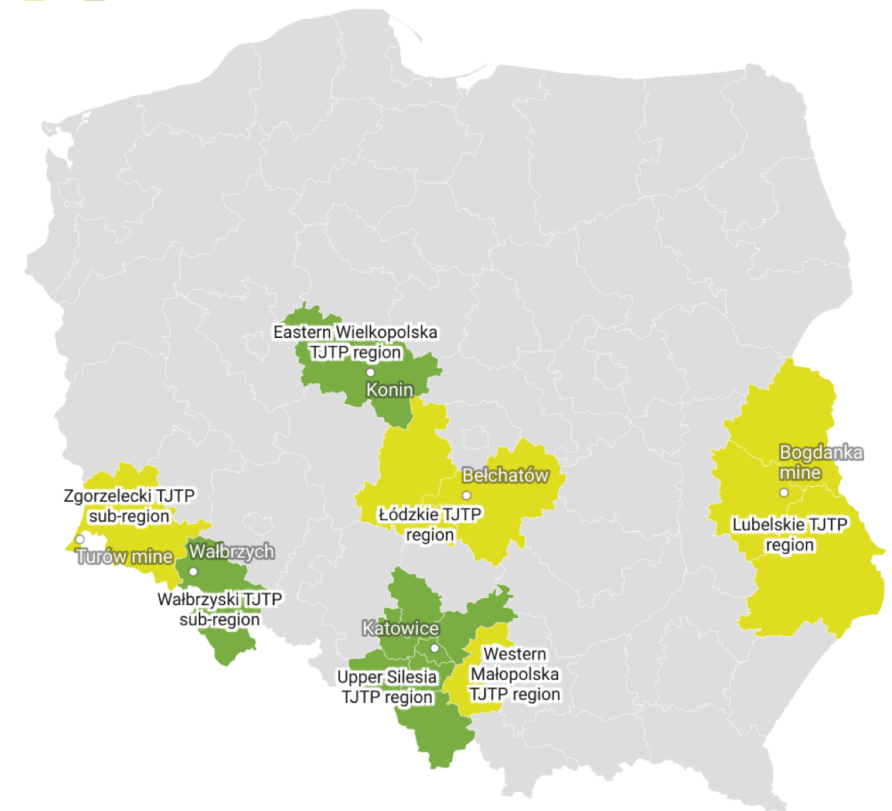 Eastern Wielkopolska
TJTP region
Konin
Bogdanka
mine
Bełchatów
Zgorzelecki TJTP
sub-region
Łódzkie TJTP
region
Lubelskie TJTP
region
Turów mine
Wałbrzych
Wałbrzyski TJTP
sub-region
Katowice
Western
Małopolska
TJTP region
Upper Silesia
TJTP region